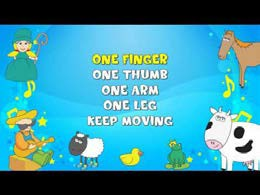 ONE FINGER
ONE THUMB
ONE ARM
ONE LEG
KEEP MOVING